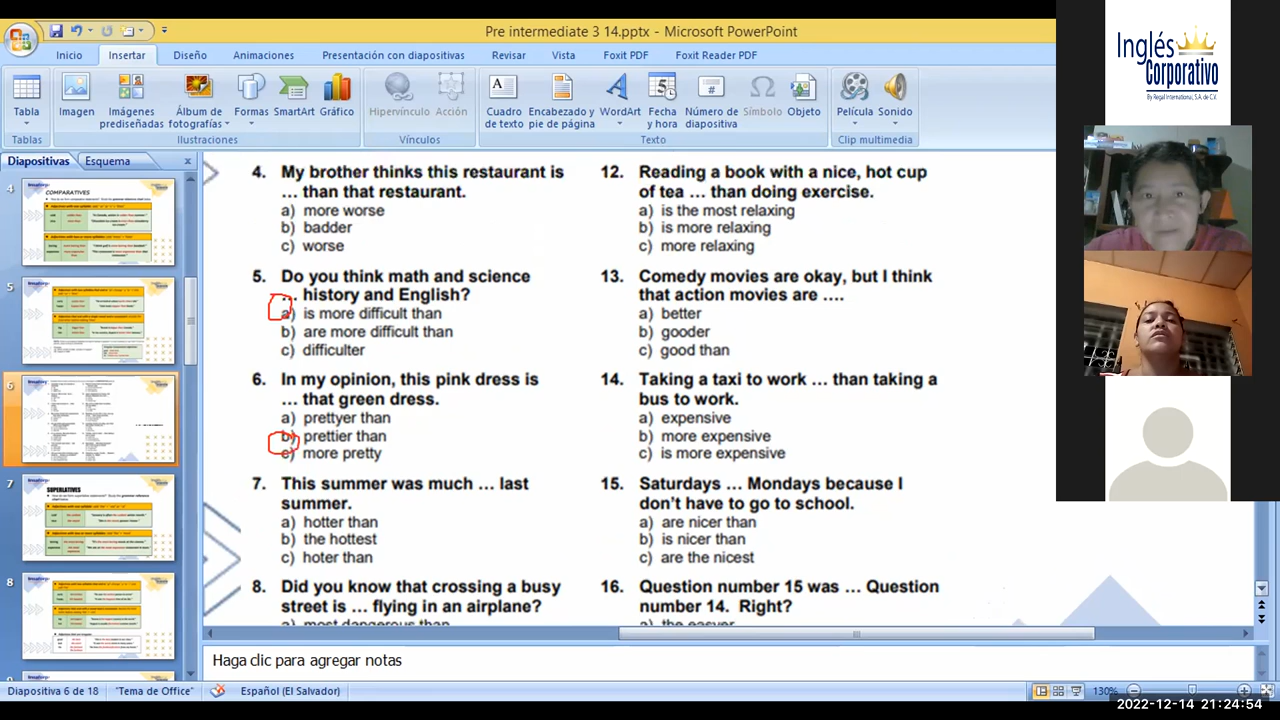 Pre intermediate 3 14.pptx - Microsoft PowerPoint
Inicio Insertar Diseño Animaciones Presentación con diapositivas Revisar Vista Foxit PDF Foxit Reader PDF
Tabla
Imagen
Imágenes prediseñadas
Álbum de fotografías
Formas
SmartArt
Gráfico
Hipervínculo
Acción
Cuadro de texto
Encabezado y pie de página
WordArt
Fecha y hora
Número de diapositiva
Símbolo
Objeto
Película
Sonido
Tablas
Ilustraciones
Vínculos
Texto
Clip multimedia
Inglés
Corporativo
By Regal International, S.A. de C.V.
Diapositivas Esquema
4
COMPARATIVES
5
6
7
SUPERLATIVES
8
4. My brother thinks this restaurant is
… than that restaurant.
a) more worse
b) badder
c) worse
5. Do you think math and science
… history and English?
a) is more difficult than
b) are more difficult than
c) difficulter
6. In my opinion, this pink dress is
… that green dress.
a) prettyer than
b) prettier than
c) more pretty
7. This summer was much … last
summer.
a) hotter than
b) the hottest
c) hoter than
8. Did you know that crossing a busy
street is … flying in an airplane?
a) most dangerous than
12. Reading a book with a nice, hot cup
of tea … than doing exercise.
a) is the most relaxing
b) is more relaxing
c) more relaxing
13. Comedy movies are okay, but I think
that action movies are ….
a) better
b) gooder
c) good than
14. Taking a taxi to work … than taking a
bus to work.
a) expensive
b) more expensive
c) is more expensive
15. Saturdays … Mondays because I
don’t have to go to school.
a) are nicer than
b) is nicer than
c) are the nicest
16. Question number 15 was … Question
number 14. Right?
a) the easier
Haga clic para agregar notas
Diapositiva 6 de 18 "Tema de Office" Español (El Salvador) 130%
2022-12-14 21:24:54